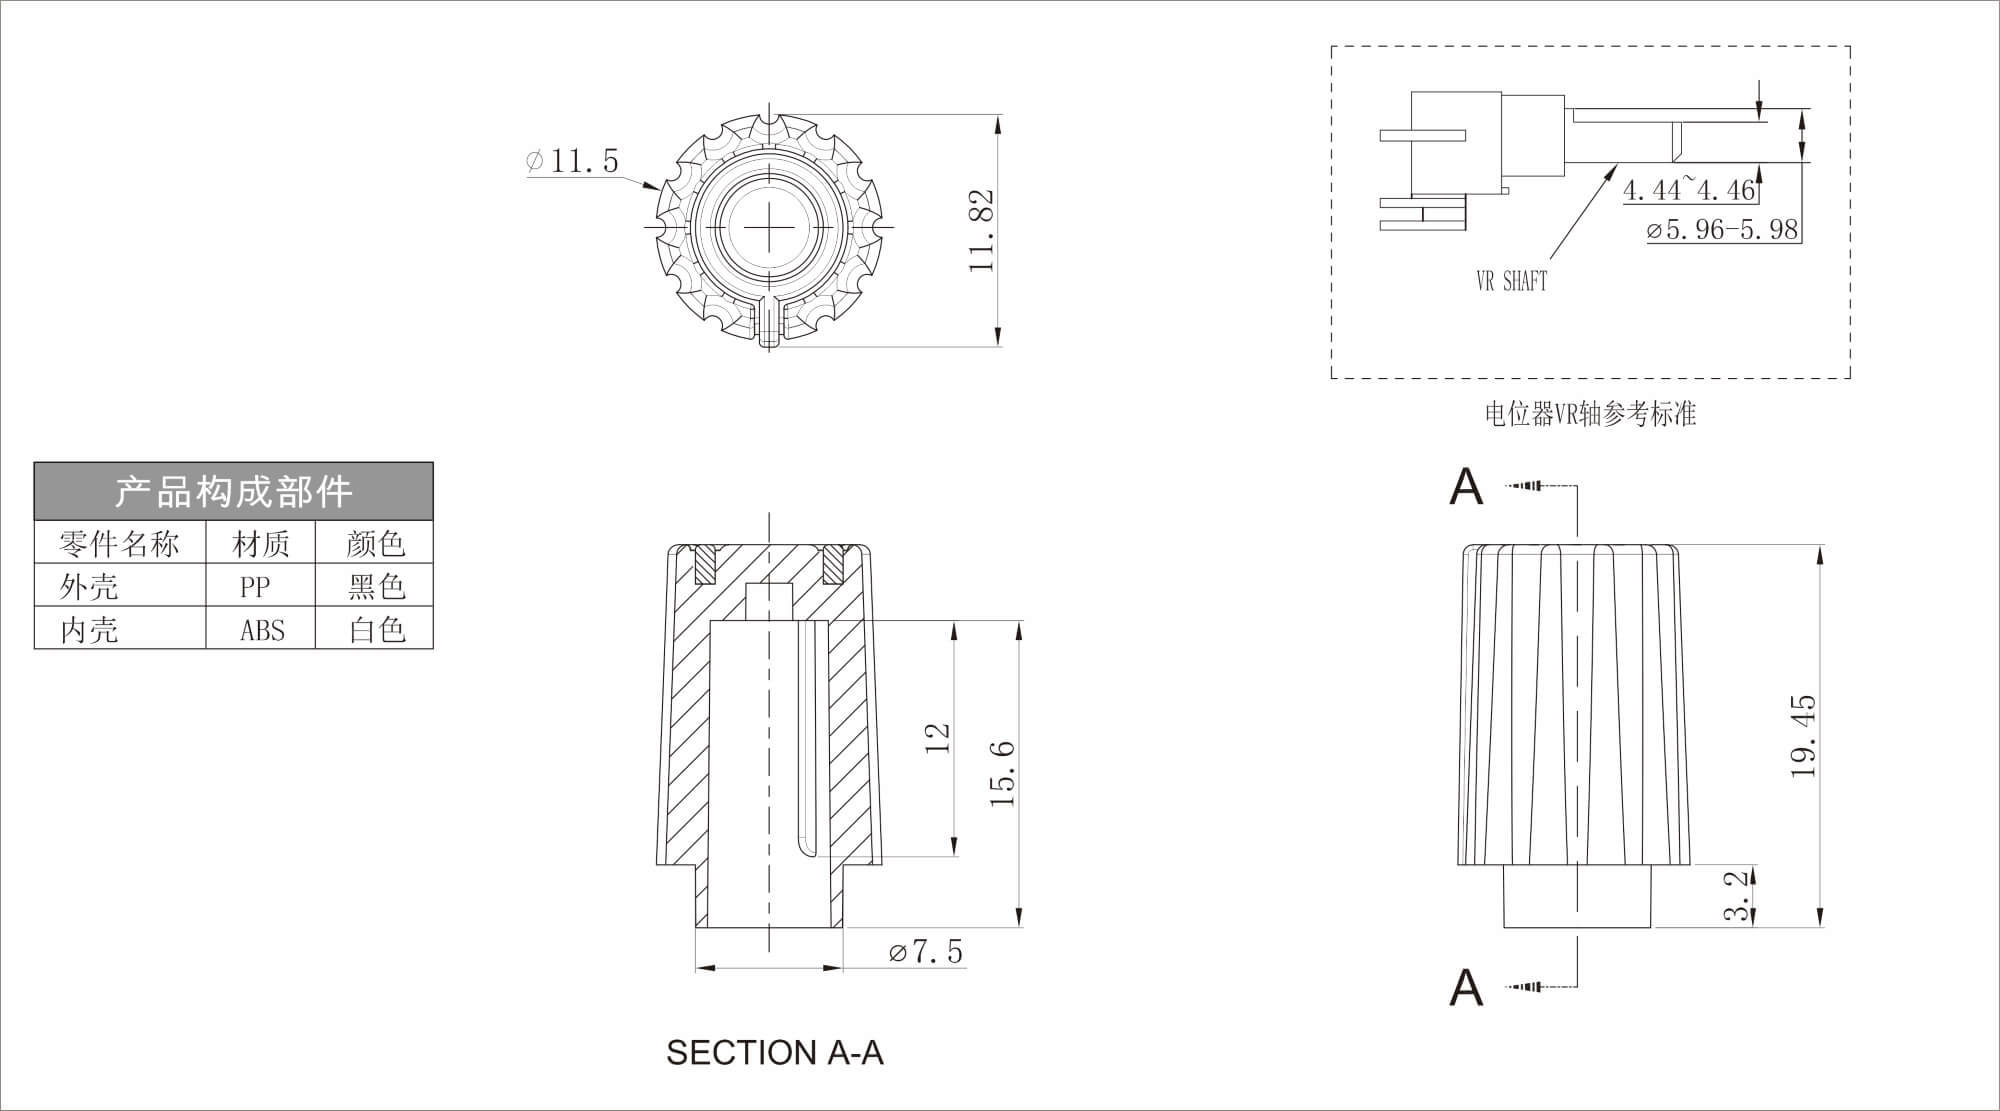 ⌀11.5
11.82
4.44~4.46
⌀5.96-5.98
VR SHAFT
电位器VR轴参考标准
产品构成部件
零件名称 材质 颜色
外壳 PP 黑色
内壳 ABS 白色
12
15.6
⌀7.5
SECTION A-A
A
19.45
3.2
A